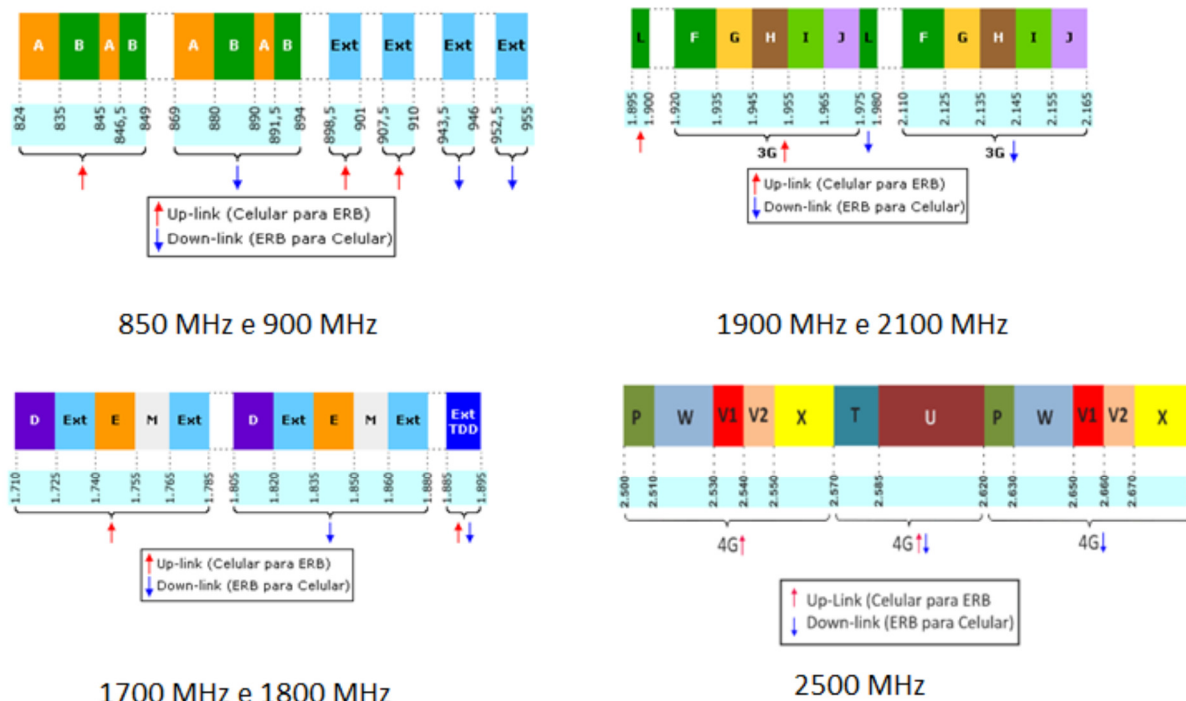 A B A B A B A B Ext Ext Ext Ext
824 835 845 846,5 849 869 880 890 891,5 894 898,5 901 907,5 910 943,5 946 952,5 955
Up-link (Celular para ERB)
Down-link (ERB para Celular)
850 MHz e 900 MHz
L F G H I J L F G H I J
1.895 1.900 1.920 1.935 1.945 1.955 1.965 1.975 1.980 2.110 2.125 2.135 2.145 2.155 2.165
3G 3G
Up-link (Celular para ERB)
Down-link (ERB para Celular)
1900 MHz e 2100 MHz
D Ext E M Ext D Ext E M Ext Ext TDD
1.710 1.725 1.740 1.755 1.765 1.785 1.805 1.820 1.835 1.850 1.860 1.880 1.885 1.895
Up-link (Celular para ERB)
Down-link (ERB para Celular)
1700 MHz e 1800 MHz
P W V1 V2 X T U P W V1 V2 X
2.500 2.510 2.530 2.540 2.550 2.570 2.585 2.620 2.630 2.650 2.660 2.670
4G 4G 4G
Up-Link (Celular para ERB
Down-link (ERB para Celular)
2500 MHz